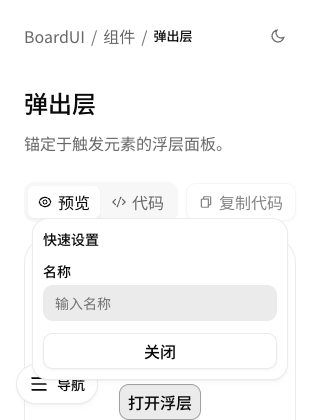 BoardUI / 组件 / 弹出层
弹出层
锚定于触发元素的浮层面板。
预览 代码 复制代码
快速设置
名称
输入名称
关闭
导航
打开浮层